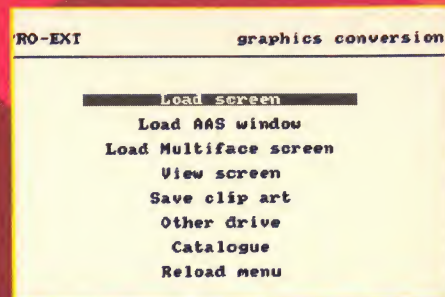 RO-EXT graphics conversion
Load screen
Load AAS window
Load Multiface screen
View screen
Save clip art
Other drive
Catalogue
Reload menu